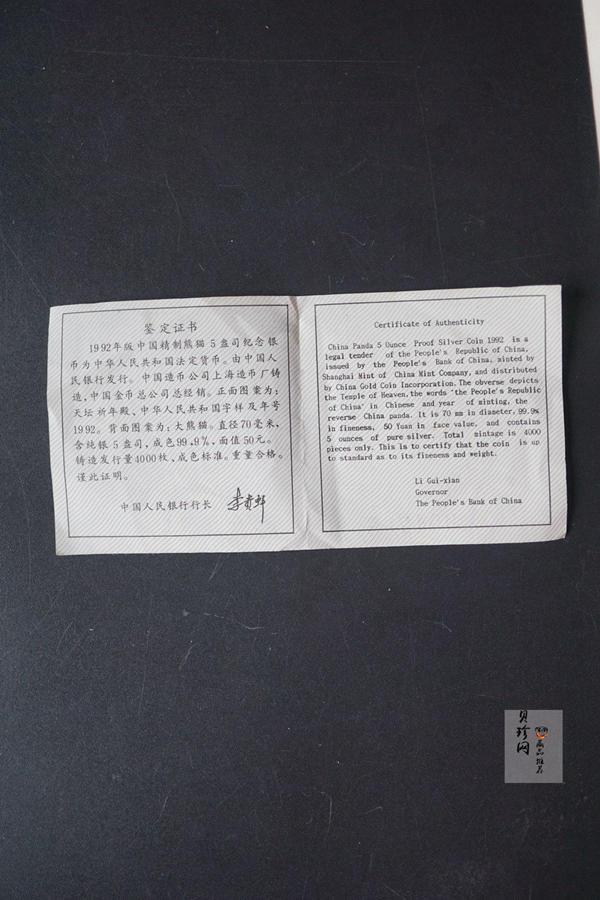 鉴定证书
1992年版中国精制熊猫5盎司纪念银
币为中华人民共和国法定货币。由中国人
民银行发行。中国造币公司上海造币厂铸
造,中国金币总公司总经销。正面图案为:
天坛祈年殿、中华人民共和国字样及年号
1992。背面图案为:大熊猫。直径70毫米,
含纯银5盎司,成色99.9%,面值50元。
铸造发行量4000枚、成色标准。重量合格。
谨此证明。
中国人民银行行长 李贵鲜
Certificate of Authenticity
China Panda 5 Ounce Proof Silver Coin 1992 is a
legal tender of the People's Republic of China,
issued by the People's Bank of China, minted by
Shanghai Mint of China Mint Company, and distributed
by China Gold Coin Incorporation. The obverse depicts
the Temple of Heaven, the words 'the People's Republic
of China' in Chinese and year of minting, the
reverse China panda. It is 70 mm in diameter, 99.9%
in fineness, 50 Yuan in face value, and contains
5 ounces of pure silver. Total mintage is 4000
pieces only. This is to certify that the coin is up
to standard as to its fineness and weight.
Li Gui-xian
Governor
The People's Bank of China
贝珍网
藏品推荐